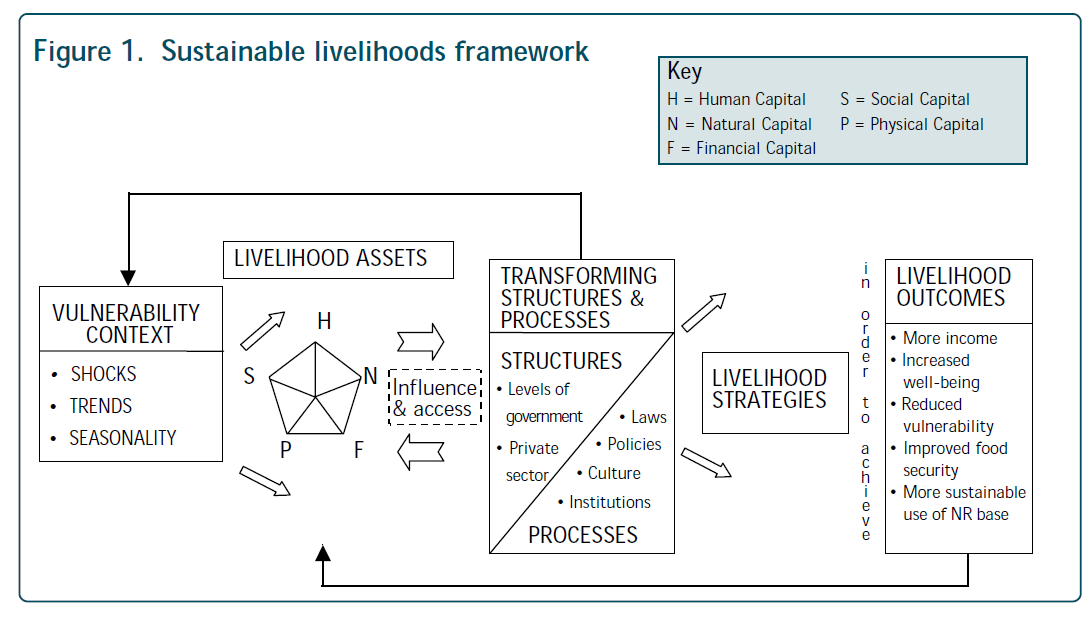 Figure 1.  Sustainable livelihoods framework
Key
H = Human Capital
S = Social Capital
N = Natural Capital
P = Physical Capital
F = Financial Capital
VULNERABILITY
CONTEXT
• SHOCKS
• TRENDS
• SEASONALITY
LIVELIHOOD ASSETS
H
S
N
P
F
Influence
& access
TRANSFORMING
STRUCTURES &
PROCESSES
STRUCTURES
• Levels of
government
• Private
sector
• Laws
• Policies
• Culture
• Institutions
PROCESSES
LIVELIHOOD
STRATEGIES
in order to achieve
LIVELIHOOD
OUTCOMES
• More income
• Increased
well-being
• Reduced
vulnerability
• Improved food
security
• More sustainable
use of NR base